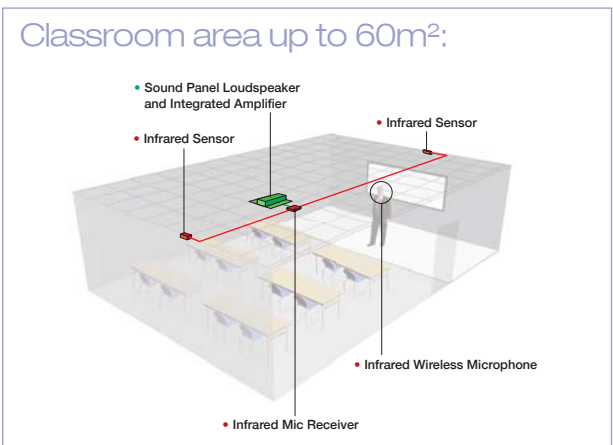 Classroom area up to 60m²:
• Sound Panel Loudspeaker
and Integrated Amplifier
• Infrared Sensor
• Infrared Sensor
• Infrared Wireless Microphone
• Infrared Mic Receiver